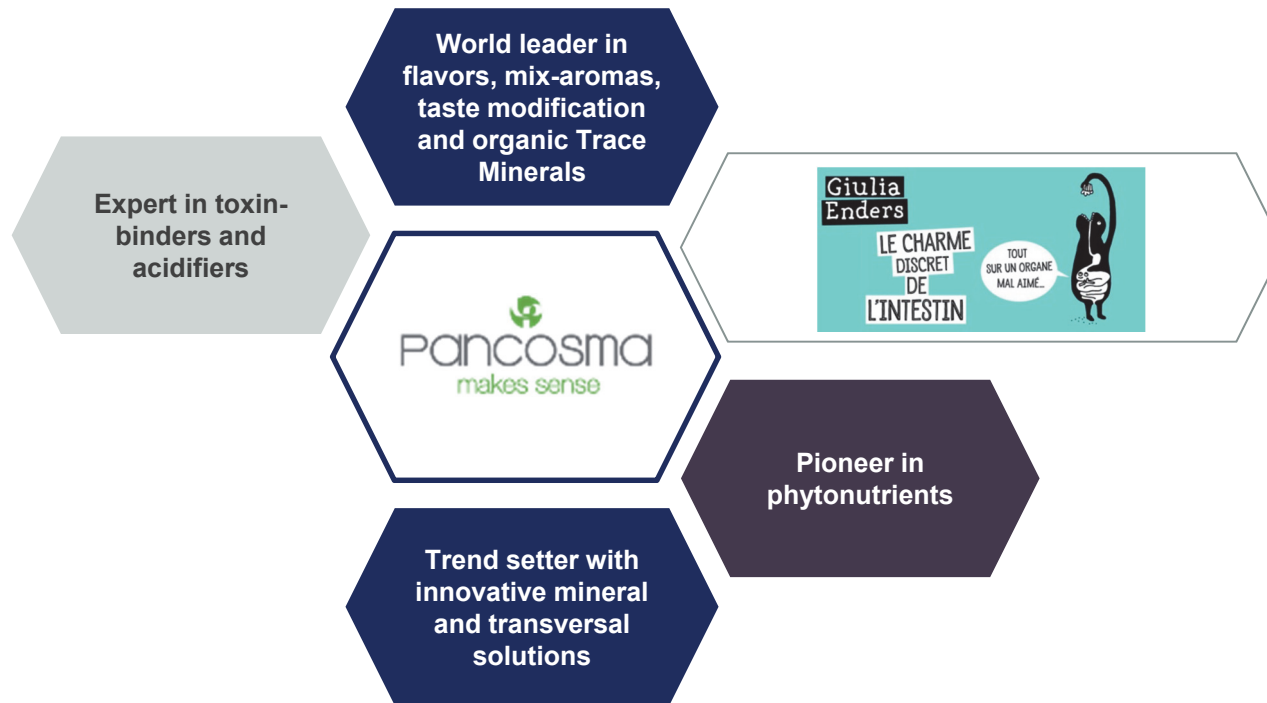 World leader in
flavors, mix-aromas,
taste modification
and organic Trace
Minerals
Expert in toxin-
binders and
acidifiers
Giulia
Enders
LE CHARME
DISCRET
DE
L'INTESTIN
TOUT
SUR UN ORGANE
MAL AIMÉ...
PANCOSMA
makes sense
Pioneer in
phytonutrients
Trend setter with
innovative mineral
and transversal
solutions